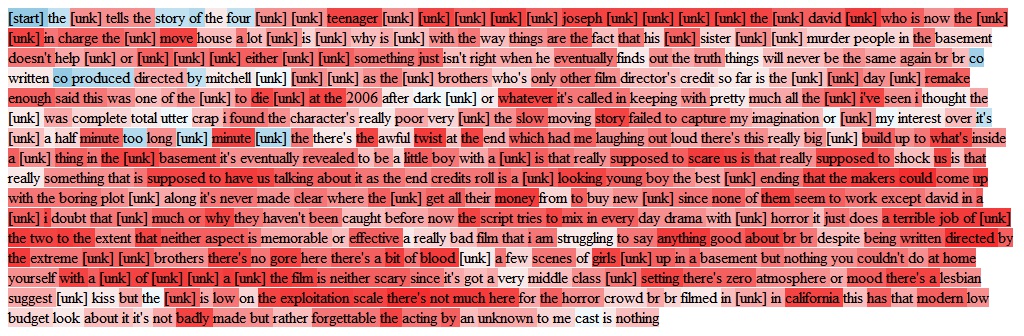 [start] the [unk] tells the story of the four [unk] [unk] teenager [unk] [unk] [unk] [unk] [unk] joseph [unk] [unk] [unk] [unk] the [unk] david [unk] who is now the [unk]
[unk] in charge the [unk] move house a lot [unk] is [unk] why is [unk] with the way things are the fact that his [unk] sister [unk] [unk] murder people in the basement
doesn't help [unk] or [unk] [unk] [unk] either [unk] [unk] something just isn't right when he eventually finds out the truth things will never be the same again br br co
written co produced directed by mitchell [unk] [unk] [unk] as the [unk] brothers who's only other film director's credit so far is the [unk] [unk] day [unk] remake
enough said this was one of the [unk] to die [unk] at the 2006 after dark [unk] or whatever it's called in keeping with pretty much all the [unk] i've seen i thought the
[unk] was complete total utter crap i found the character's really poor very [unk] the slow moving story failed to capture my imagination or [unk] my interest over it's
[unk] a half minute too long [unk] minute [unk] the there's the awful twist at the end which had me laughing out loud there's this really big [unk] build up to what's inside
a [unk] thing in the [unk] basement it's eventually revealed to be a little boy with a [unk] is that really supposed to scare us is that really supposed to shock us is that
really something that is supposed to have us talking about it as the end credits roll is a [unk] looking young boy the best [unk] ending that the makers could come up
with the boring plot [unk] along it's never made clear where the [unk] get all their money from to buy new [unk] since none of them seem to work except david in a
[unk] i doubt that [unk] much or why they haven't been caught before now the script tries to mix in every day drama with [unk] horror it just does a terrible job of [unk]
the two to the extent that neither aspect is memorable or effective a really bad film that i am struggling to say anything good about br br despite being written directed by
the extreme [unk] [unk] brothers there's no gore here there's a bit of blood [unk] a few scenes of girls [unk] up in a basement but nothing you couldn't do at home
yourself with a [unk] of [unk] [unk] a [unk] the film is neither scary since it's got a very middle class [unk] setting there's zero atmosphere or mood there's a lesbian
suggest [unk] kiss but the [unk] is low on the exploitation scale there's not much here for the horror crowd br br filmed in [unk] in california this has that modern low
budget look about it it's not badly made but rather forgettable the acting by an unknown to me cast is nothing